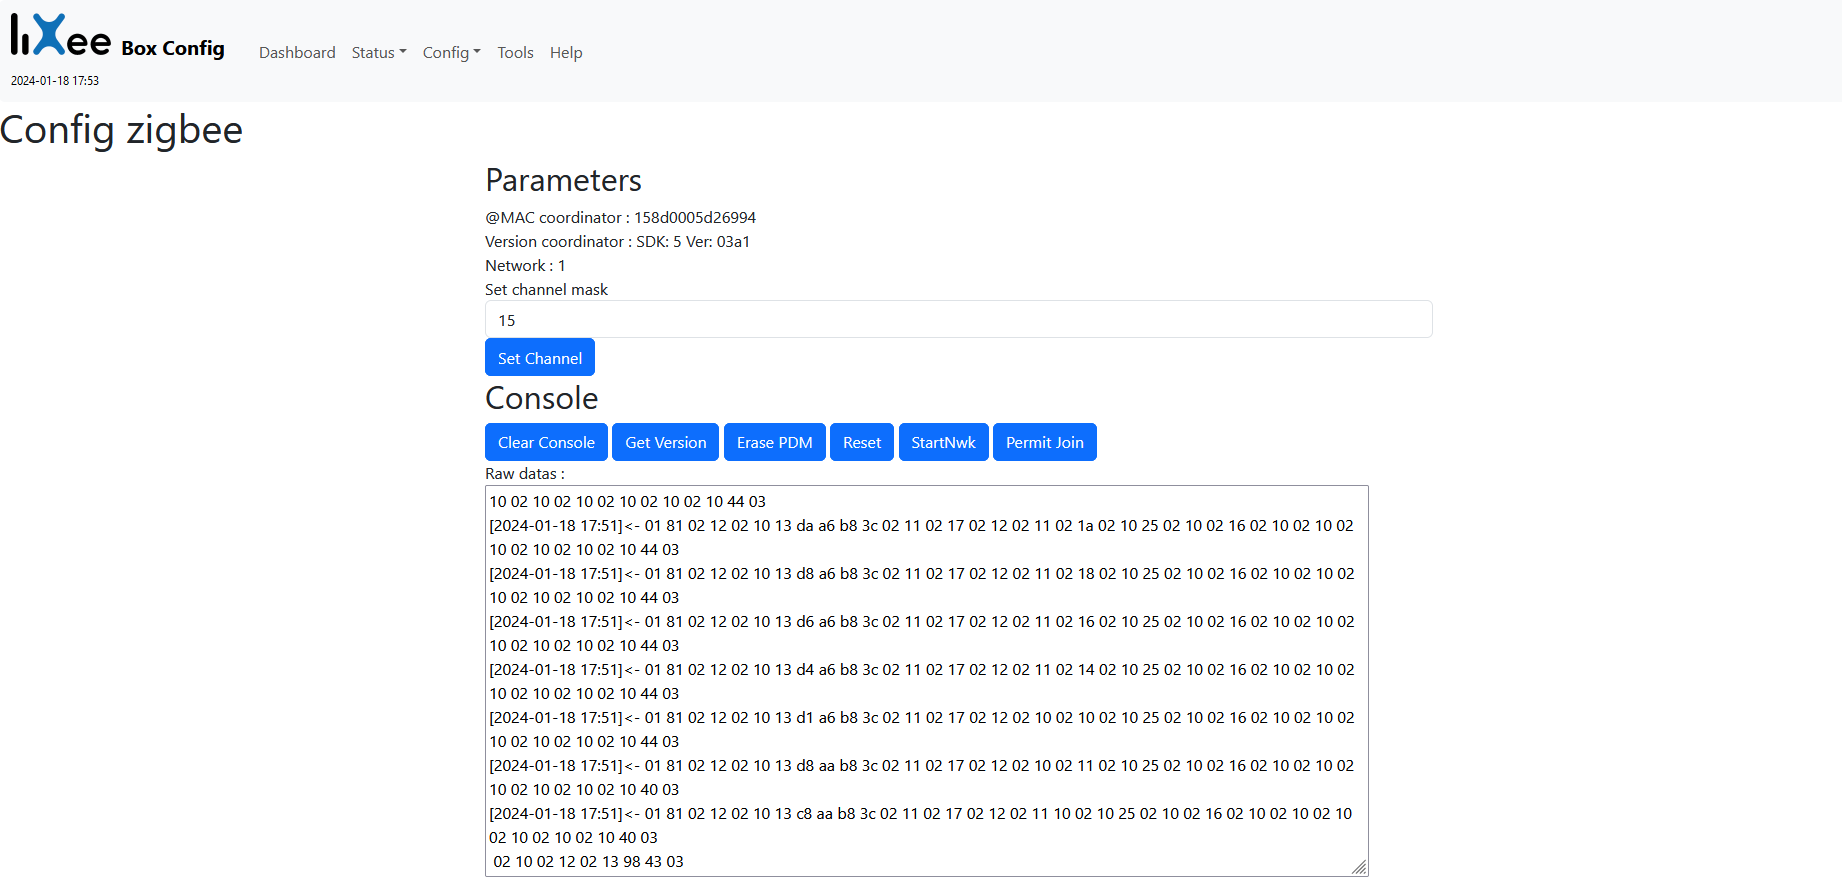 liXee Box Config
Dashboard Status Config Tools Help
2024-01-18 17:53
Config zigbee
Parameters
@MAC coordinator : 158d0005d26994
Version coordinator : SDK: 5 Ver: 03a1
Network : 1
Set channel mask
15
Set Channel
Console
Clear Console Get Version Erase PDM Reset StartNwk Permit Join
Raw datas :
10 02 10 02 10 02 10 02 10 02 10 44 03
[2024-01-18 17:51]<- 01 81 02 12 02 10 13 da a6 b8 3c 02 11 02 17 02 12 02 11 02 1a 02 10 25 02 10 02 16 02 10 02 10 02
10 02 10 02 10 02 10 44 03
[2024-01-18 17:51]<- 01 81 02 12 02 10 13 d8 a6 b8 3c 02 11 02 17 02 12 02 11 02 18 02 10 25 02 10 02 16 02 10 02 10 02
10 02 10 02 10 02 10 44 03
[2024-01-18 17:51]<- 01 81 02 12 02 10 13 d6 a6 b8 3c 02 11 02 17 02 12 02 11 02 16 02 10 25 02 10 02 16 02 10 02 10 02
10 02 10 02 10 02 10 44 03
[2024-01-18 17:51]<- 01 81 02 12 02 10 13 d4 a6 b8 3c 02 11 02 17 02 12 02 11 02 14 02 10 25 02 10 02 16 02 10 02 10 02
10 02 10 02 10 02 10 44 03
[2024-01-18 17:51]<- 01 81 02 12 02 10 13 d1 a6 b8 3c 02 11 02 17 02 12 02 10 02 10 02 10 25 02 10 02 16 02 10 02 10 02
10 02 10 02 10 02 10 44 03
[2024-01-18 17:51]<- 01 81 02 12 02 10 13 d8 aa b8 3c 02 11 02 17 02 12 02 10 02 11 02 10 25 02 10 02 16 02 10 02 10 02
10 02 10 02 10 02 10 40 03
[2024-01-18 17:51]<- 01 81 02 12 02 10 13 c8 aa b8 3c 02 11 02 17 02 12 02 11 10 02 10 25 02 10 02 16 02 10 02 10 02 10
02 10 02 10 02 10 40 03
02 10 02 12 02 13 98 43 03